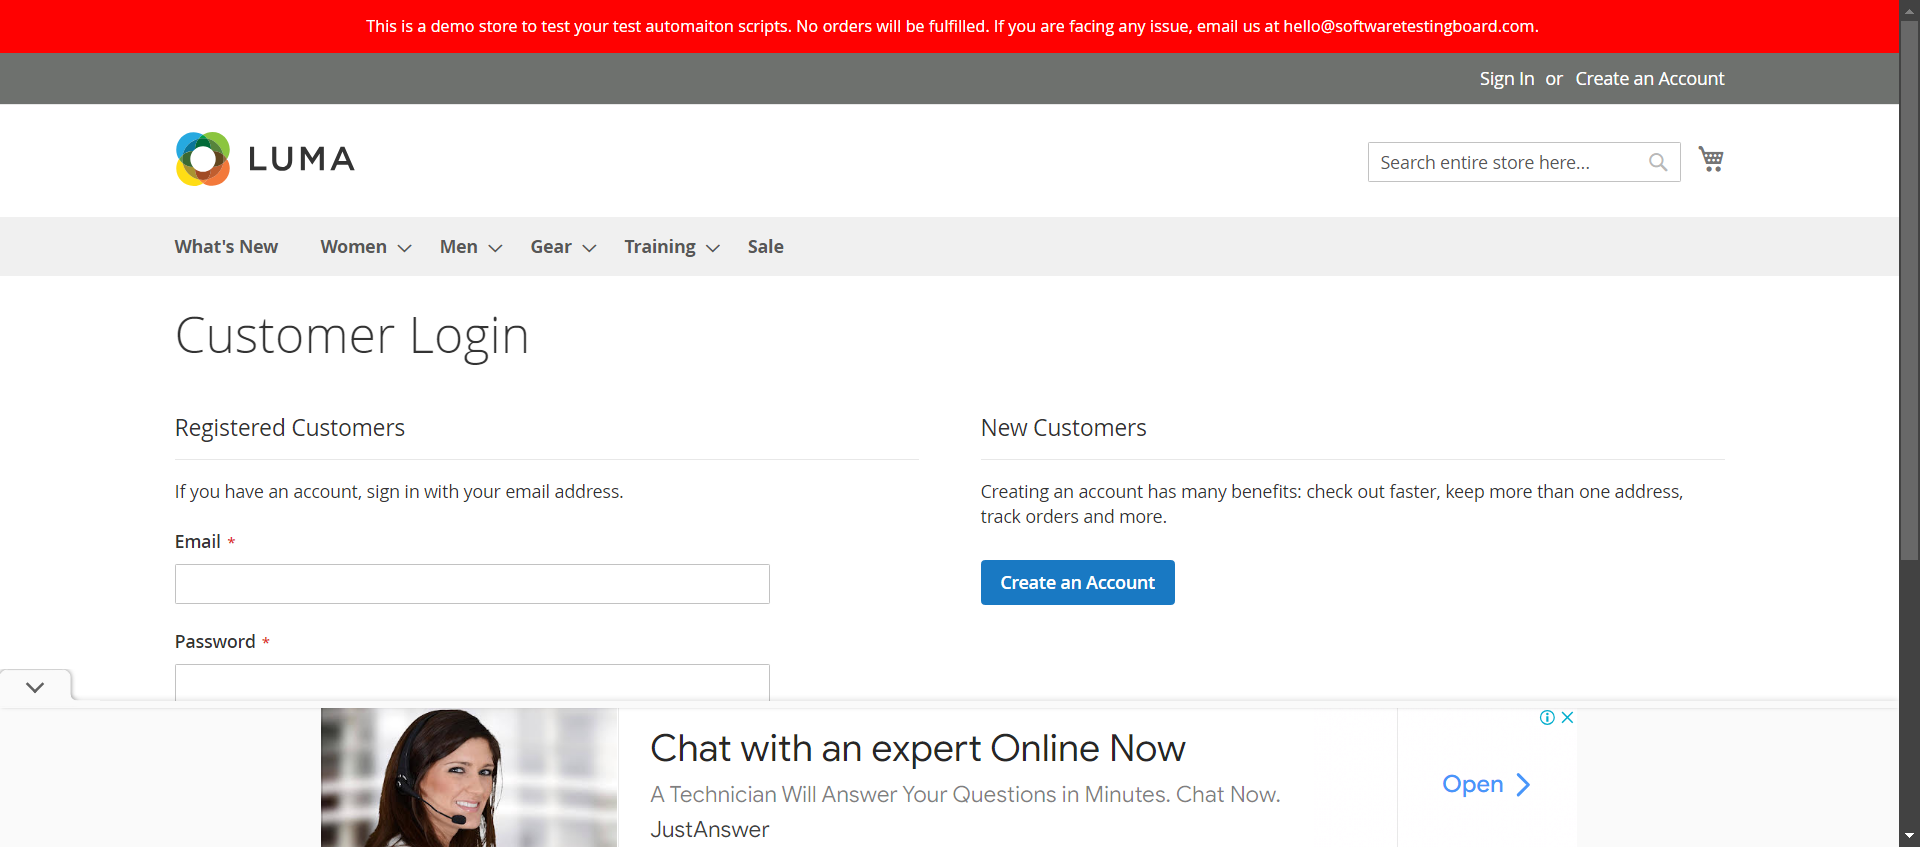 This is a demo store to test your test automaiton scripts. No orders will be fulfilled. If you are facing any issue, email us at hello@softwaretestingboard.com.
Sign In or Create an Account
LUMA
Search entire store here...
What's New Women Men Gear Training Sale
Customer Login
Registered Customers
If you have an account, sign in with your email address.
Email *
Password *
New Customers
Creating an account has many benefits: check out faster, keep more than one address,
track orders and more.
Create an Account
Chat with an expert Online Now
A Technician Will Answer Your Questions in Minutes. Chat Now.
JustAnswer
Open